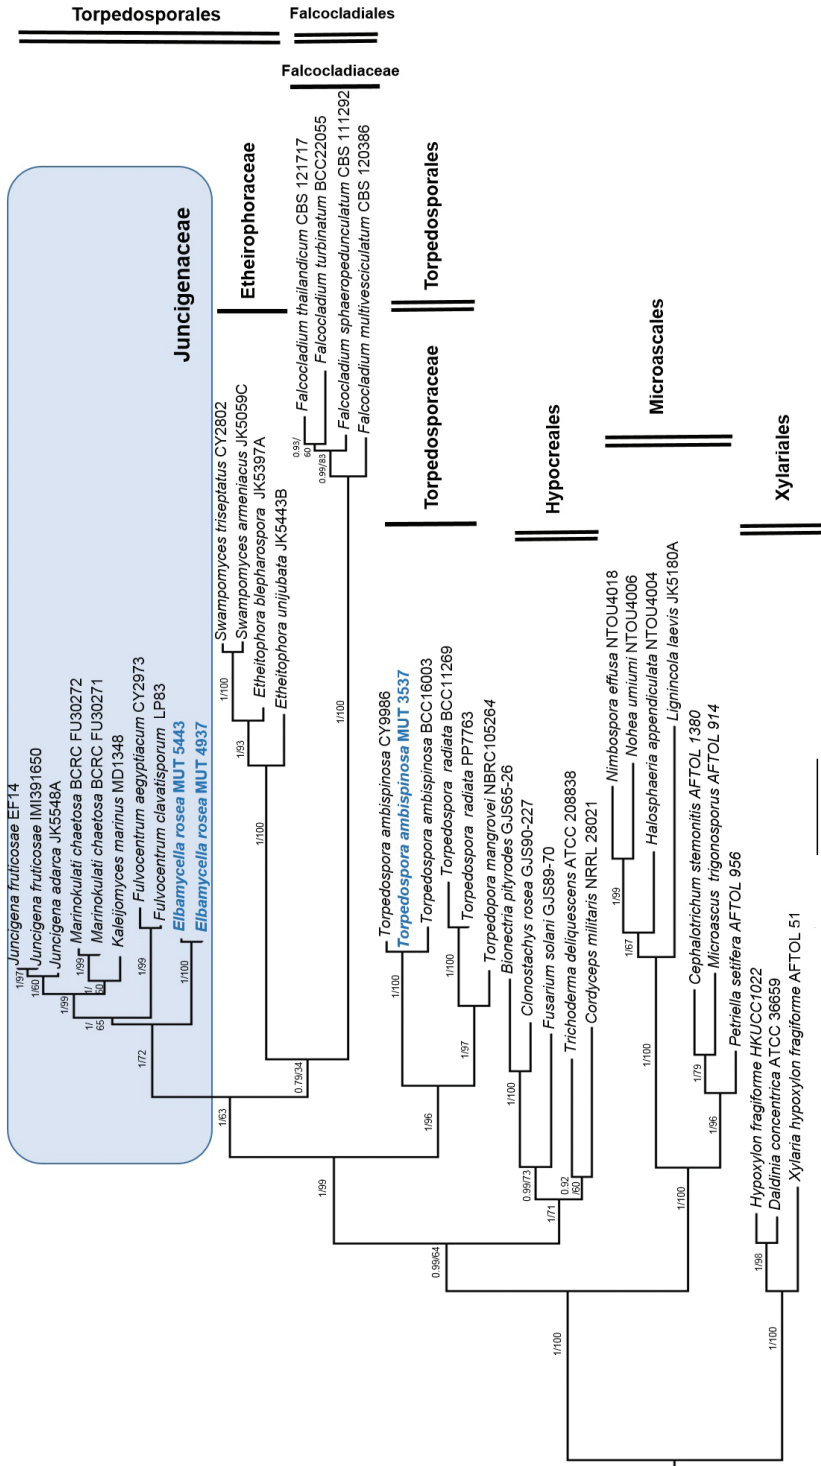 Torpedosporales
Falcocladiales
Falcocladiaceae
Juncigenaceae
Etheirophoraceae
Torpedosporales
Torpedosporaceae
Hypocreales
Microascales
Xylariales
Juncigena fruticosae EF14
Juncigena fruticosae IMI391650
Juncigena adarca JK5548A
Marinokulati chaetosa BCRC FU30272
Marinokulati chaetosa BCRC FU30271
Kaleijomyces marinus MD1348
Fulvocentrum aegyptiacum CY2973
Fulvocentrum clavatisporum LP83
Elbamycella rosea MUT 5443
Elbamycella rosea MUT 4937
Swampomyces triseptatus CY2802
Swampomyces armeniacus JK5059C
Etheitophora blepharospora JK5397A
Etheitophora unijubata JK5443B
Falcocladium thailandicum CBS 121717
Falcocladium turbinatum BCC22055
Falcocladium sphaeropedunculatum CBS 111292
Falcocladium multivesciculatum CBS 120386
Torpedospora ambispinosa CY9986
Torpedospora ambispinosa MUT 3537
Torpedospora ambispinosa BCC16003
Torpedospora radiata BCC11269
Torpedospora radiata PP7763
Torpedopora mangrovei NBRC105264
Bionectria pityrodes GJS65-26
Clonostachys rosea GJS90-227
Fusarium solani GJS89-70
Trichoderma deliquescens ATCC 208838
Cordyceps militaris NRRL 28021
Nimbospora effusa NTOU4018
Nohea umiumi NTOU4006
Halosphaeria appendiculata NTOU4004
Lignincola laevis JK5180A
Cephalotrichum stemonitis AFTOL 1380
Microascus trigonosporus AFTOL 914
Petriella setifera AFTOL 956
Hypoxylon fragiforme HKUCC1022
Daldinia concentrica ATCC 36659
Xylaria hypoxylon fragiforme AFTOL 51
1/97
1/60
1/99
1/99
1/
50
1/
65
1/99
1/100
1/72
1/100
1/93
1/100
0.93/
60
0.99/83
1/100
0.79/34
1/63
1/100
1/100
1/97
1/96
1/99
1/100
0.99/73
0.92
/60
1/71
0.99/64
1/99
1/67
1/100
1/79
1/96
1/100
1/100
1/98
1/100